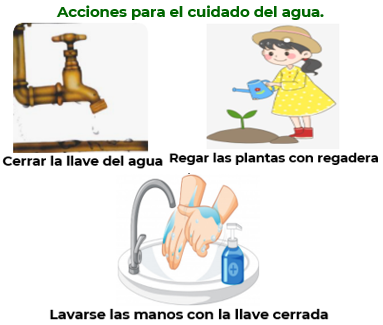 Acciones para el cuidado del agua.
Cerrar la llave del agua
Regar las plantas con regadera
Lavarse las manos con la llave cerrada